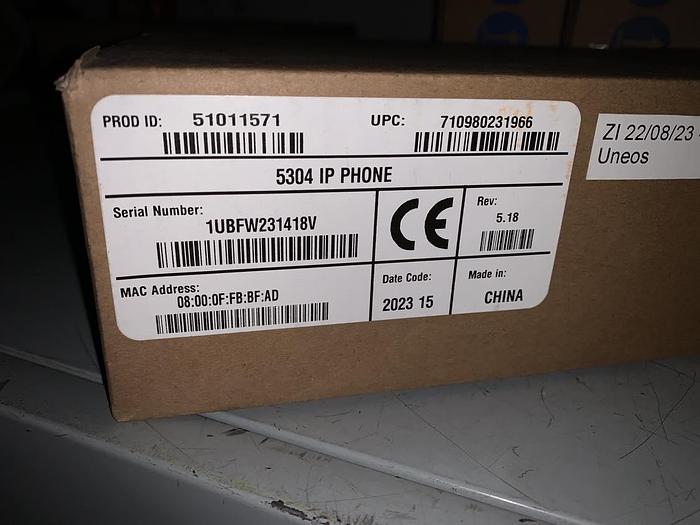 PROD ID: 51011571 UPC: 710980231966
5304 IP PHONE
Serial Number:
1UBFW231418V
CE
Rev:
5.18
MAC Address:
08:00:0F:FB:BF:AD
Date Code:
2023 15
Made in:
CHINA
ZI 22/08/23
Uneos